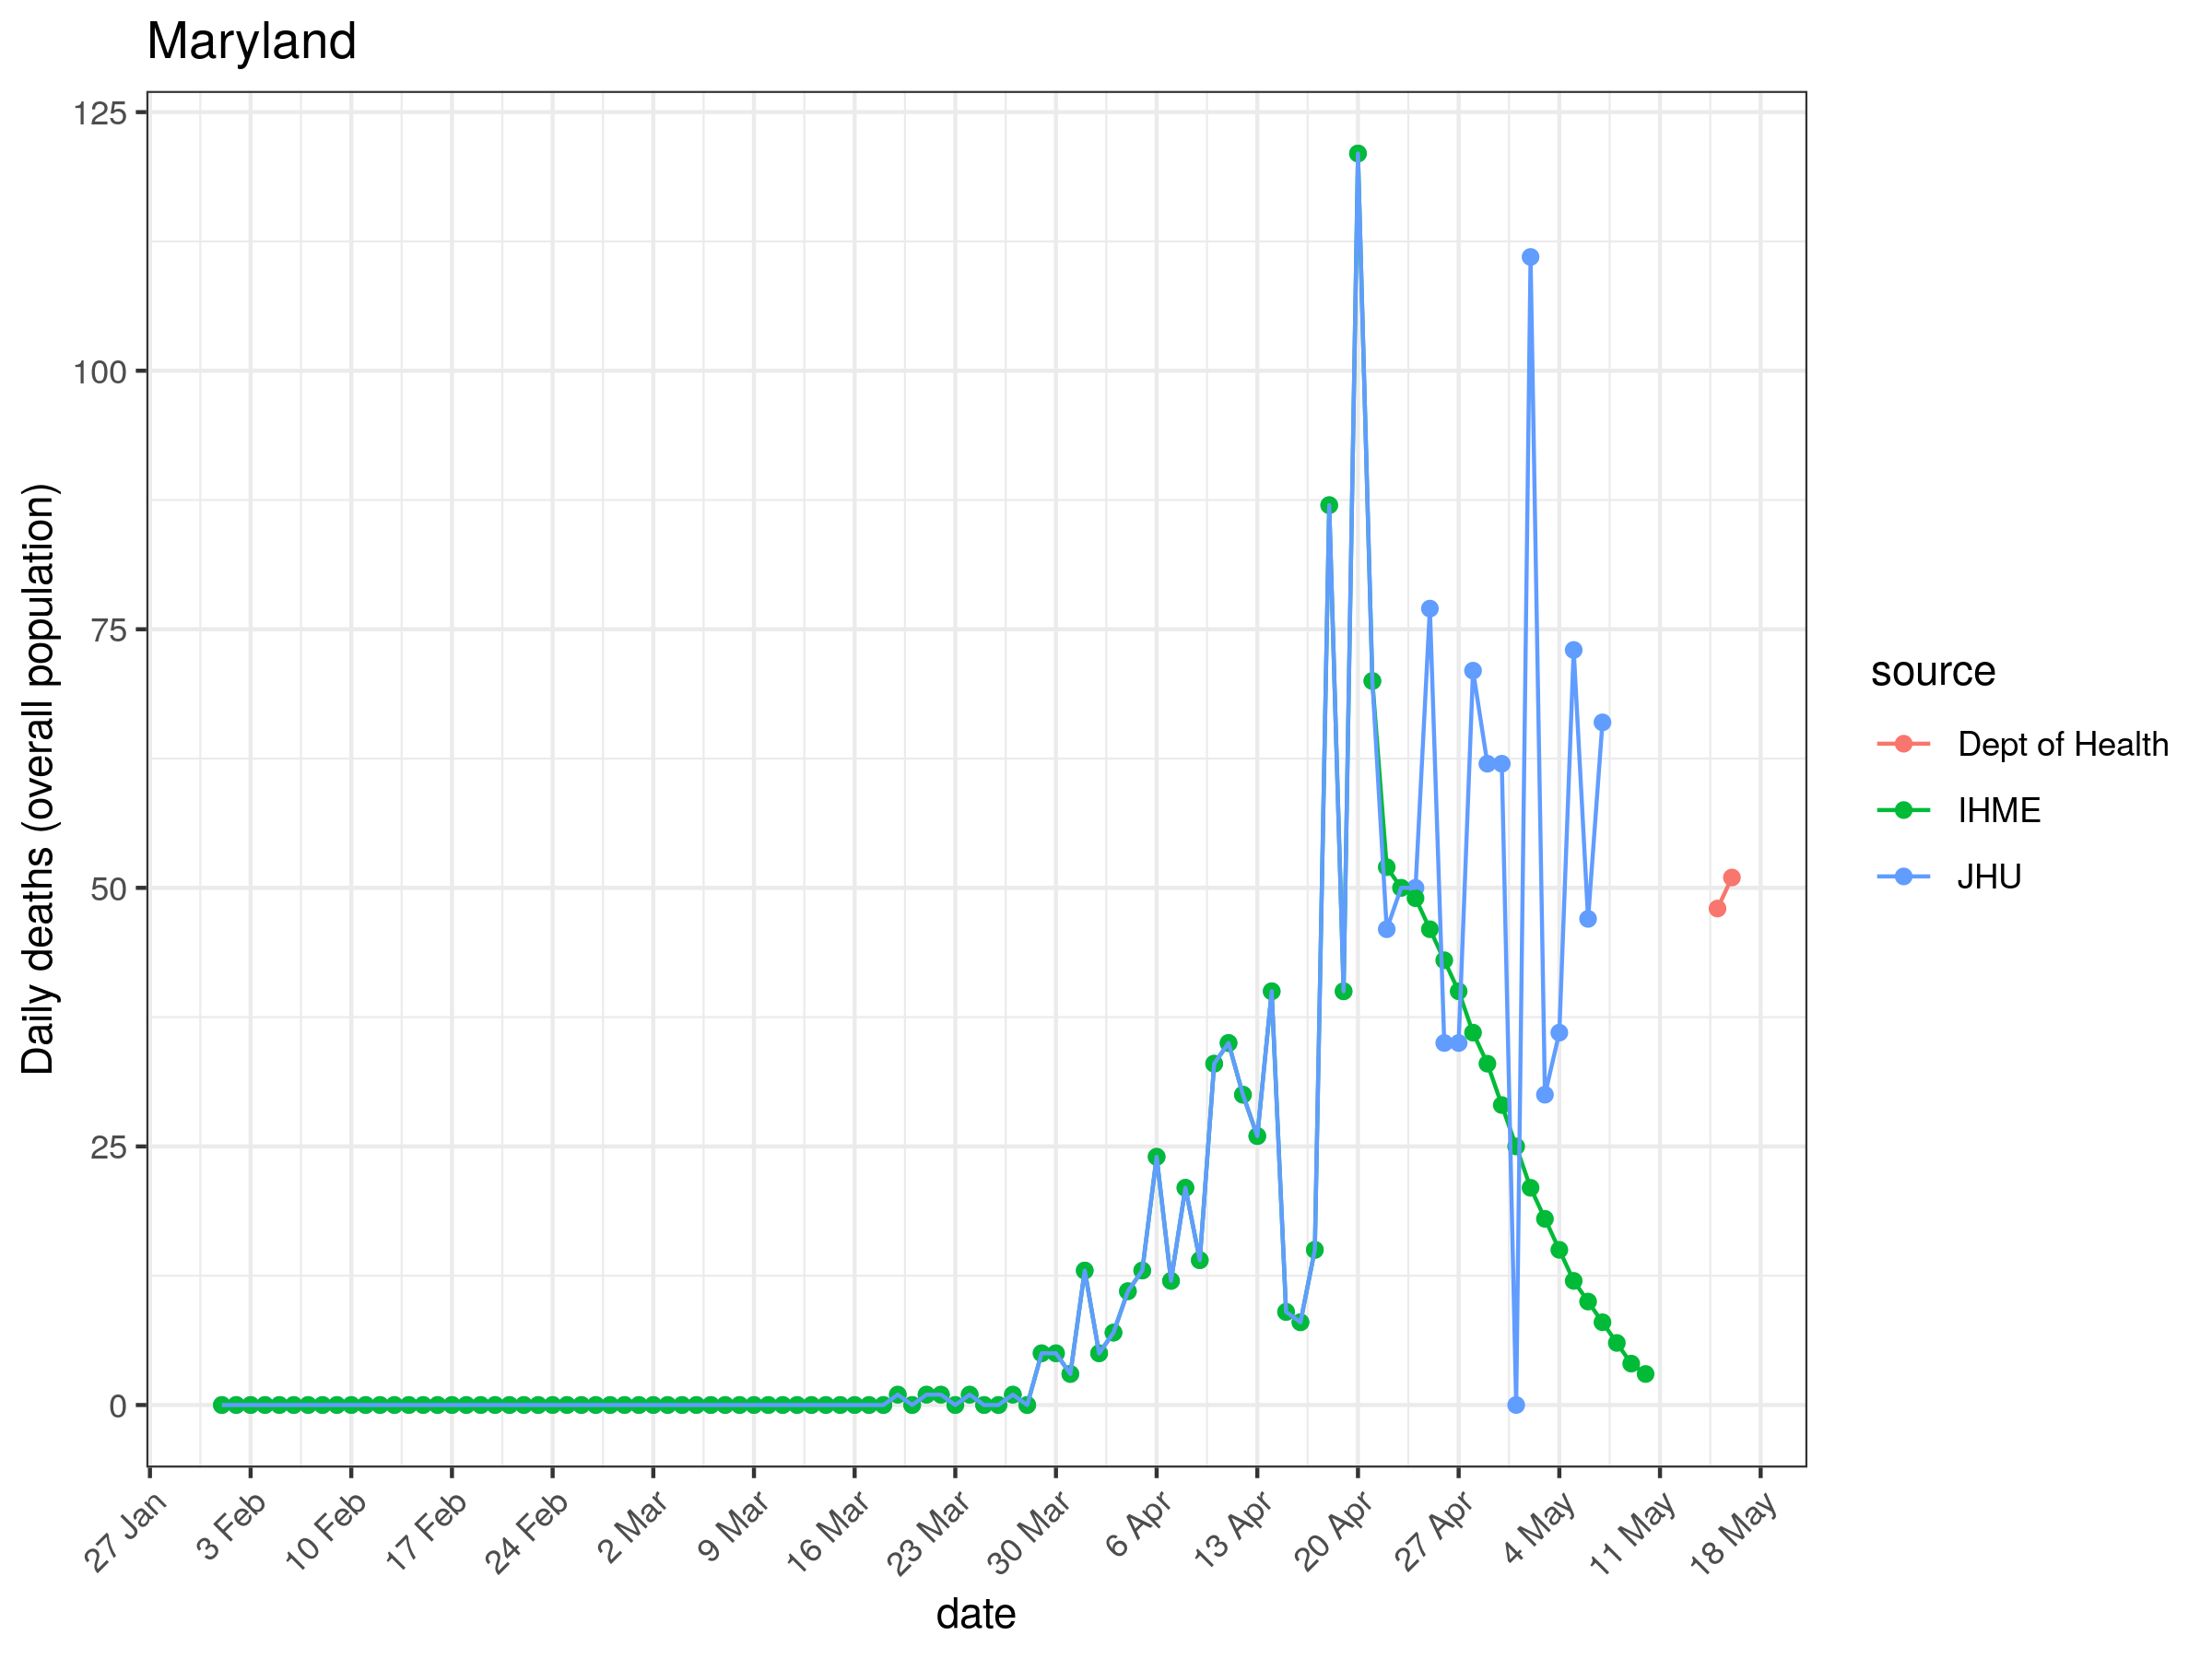 Maryland
125
100
75
50
25
0
Daily deaths (overall population)
27 Jan
3 Feb
10 Feb
17 Feb
24 Feb
2 Mar
9 Mar
16 Mar
23 Mar
30 Mar
6 Apr
13 Apr
20 Apr
27 Apr
4 May
11 May
18 May
date
source
Dept of Health
IHME
JHU